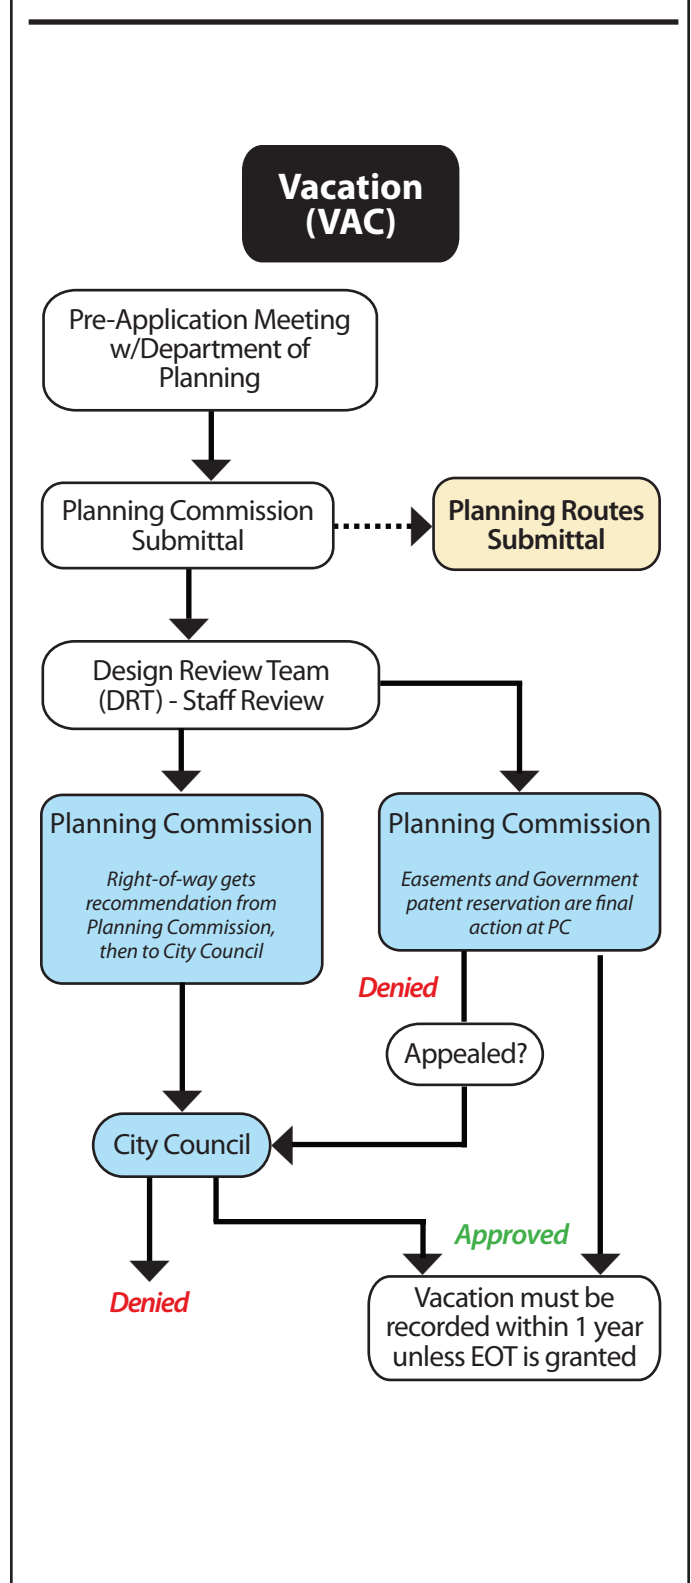 Vacation
(VAC)
Pre-Application Meeting
w/Department of
Planning
Planning Commission
Submittal
Planning Routes
Submittal
Design Review Team
(DRT) - Staff Review
Planning Commission
Right-of-way gets
recommendation from
Planning Commission,
then to City Council
Planning Commission
Easements and Government
patent reservation are final
action at PC
Denied
Appealed?
City Council
Approved
Denied
Vacation must be
recorded within 1 year
unless EOT is granted